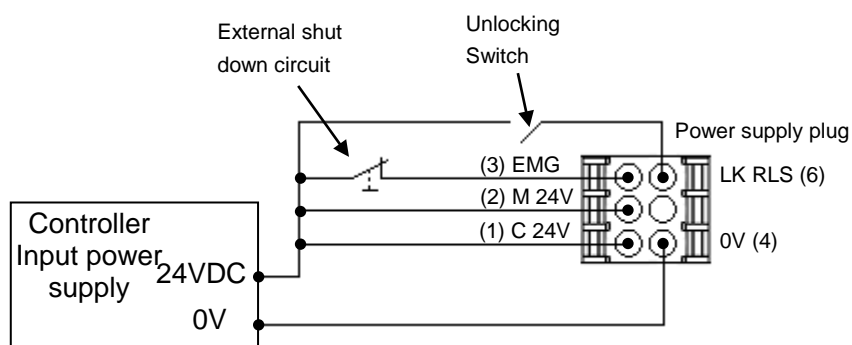 External shut
down circuit
Unlocking
Switch
Power supply plug
(3) EMG
LK RLS (6)
(2) M 24V
(1) C 24V
0V (4)
Controller
Input power
supply
24VDC
0V